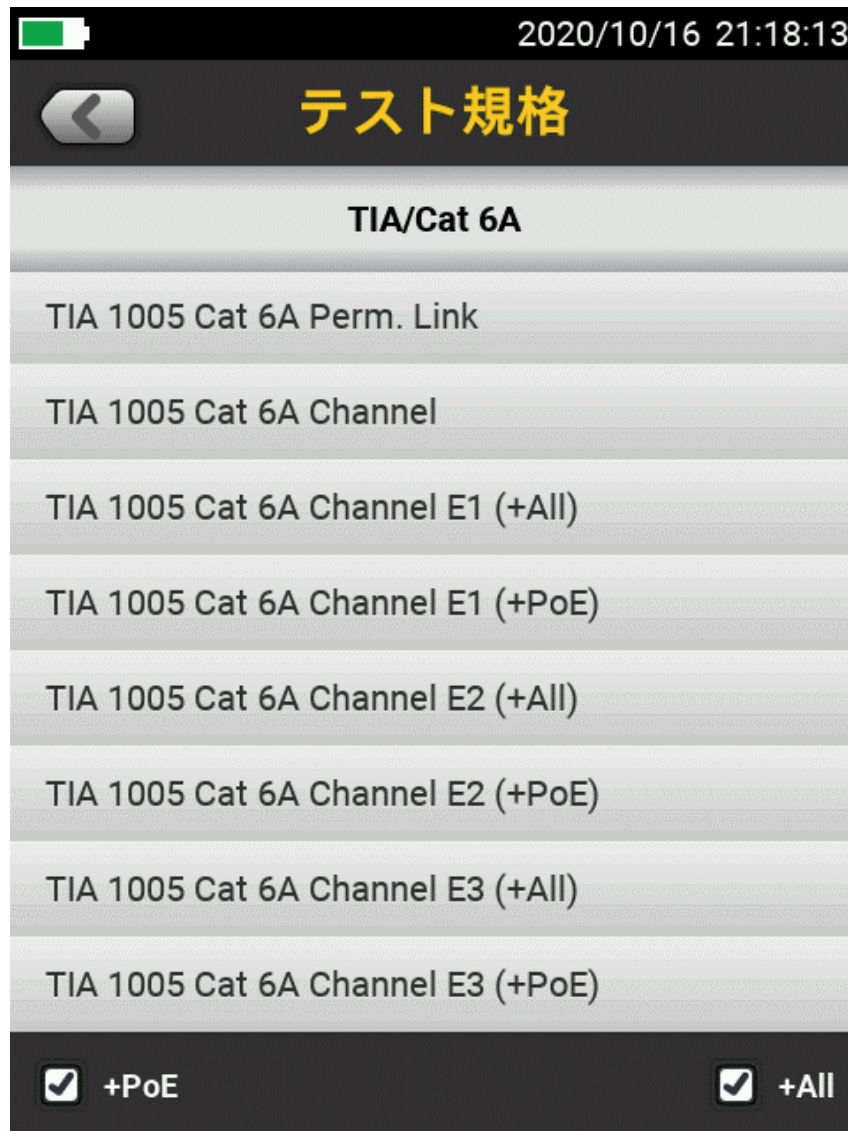 2020/10/16 21:18:13
テスト規格
TIA/Cat 6A
TIA 1005 Cat 6A Perm. Link
TIA 1005 Cat 6A Channel
TIA 1005 Cat 6A Channel E1 (+All)
TIA 1005 Cat 6A Channel E1 (+PoE)
TIA 1005 Cat 6A Channel E2 (+All)
TIA 1005 Cat 6A Channel E2 (+PoE)
TIA 1005 Cat 6A Channel E3 (+All)
TIA 1005 Cat 6A Channel E3 (+PoE)
+PoE +All